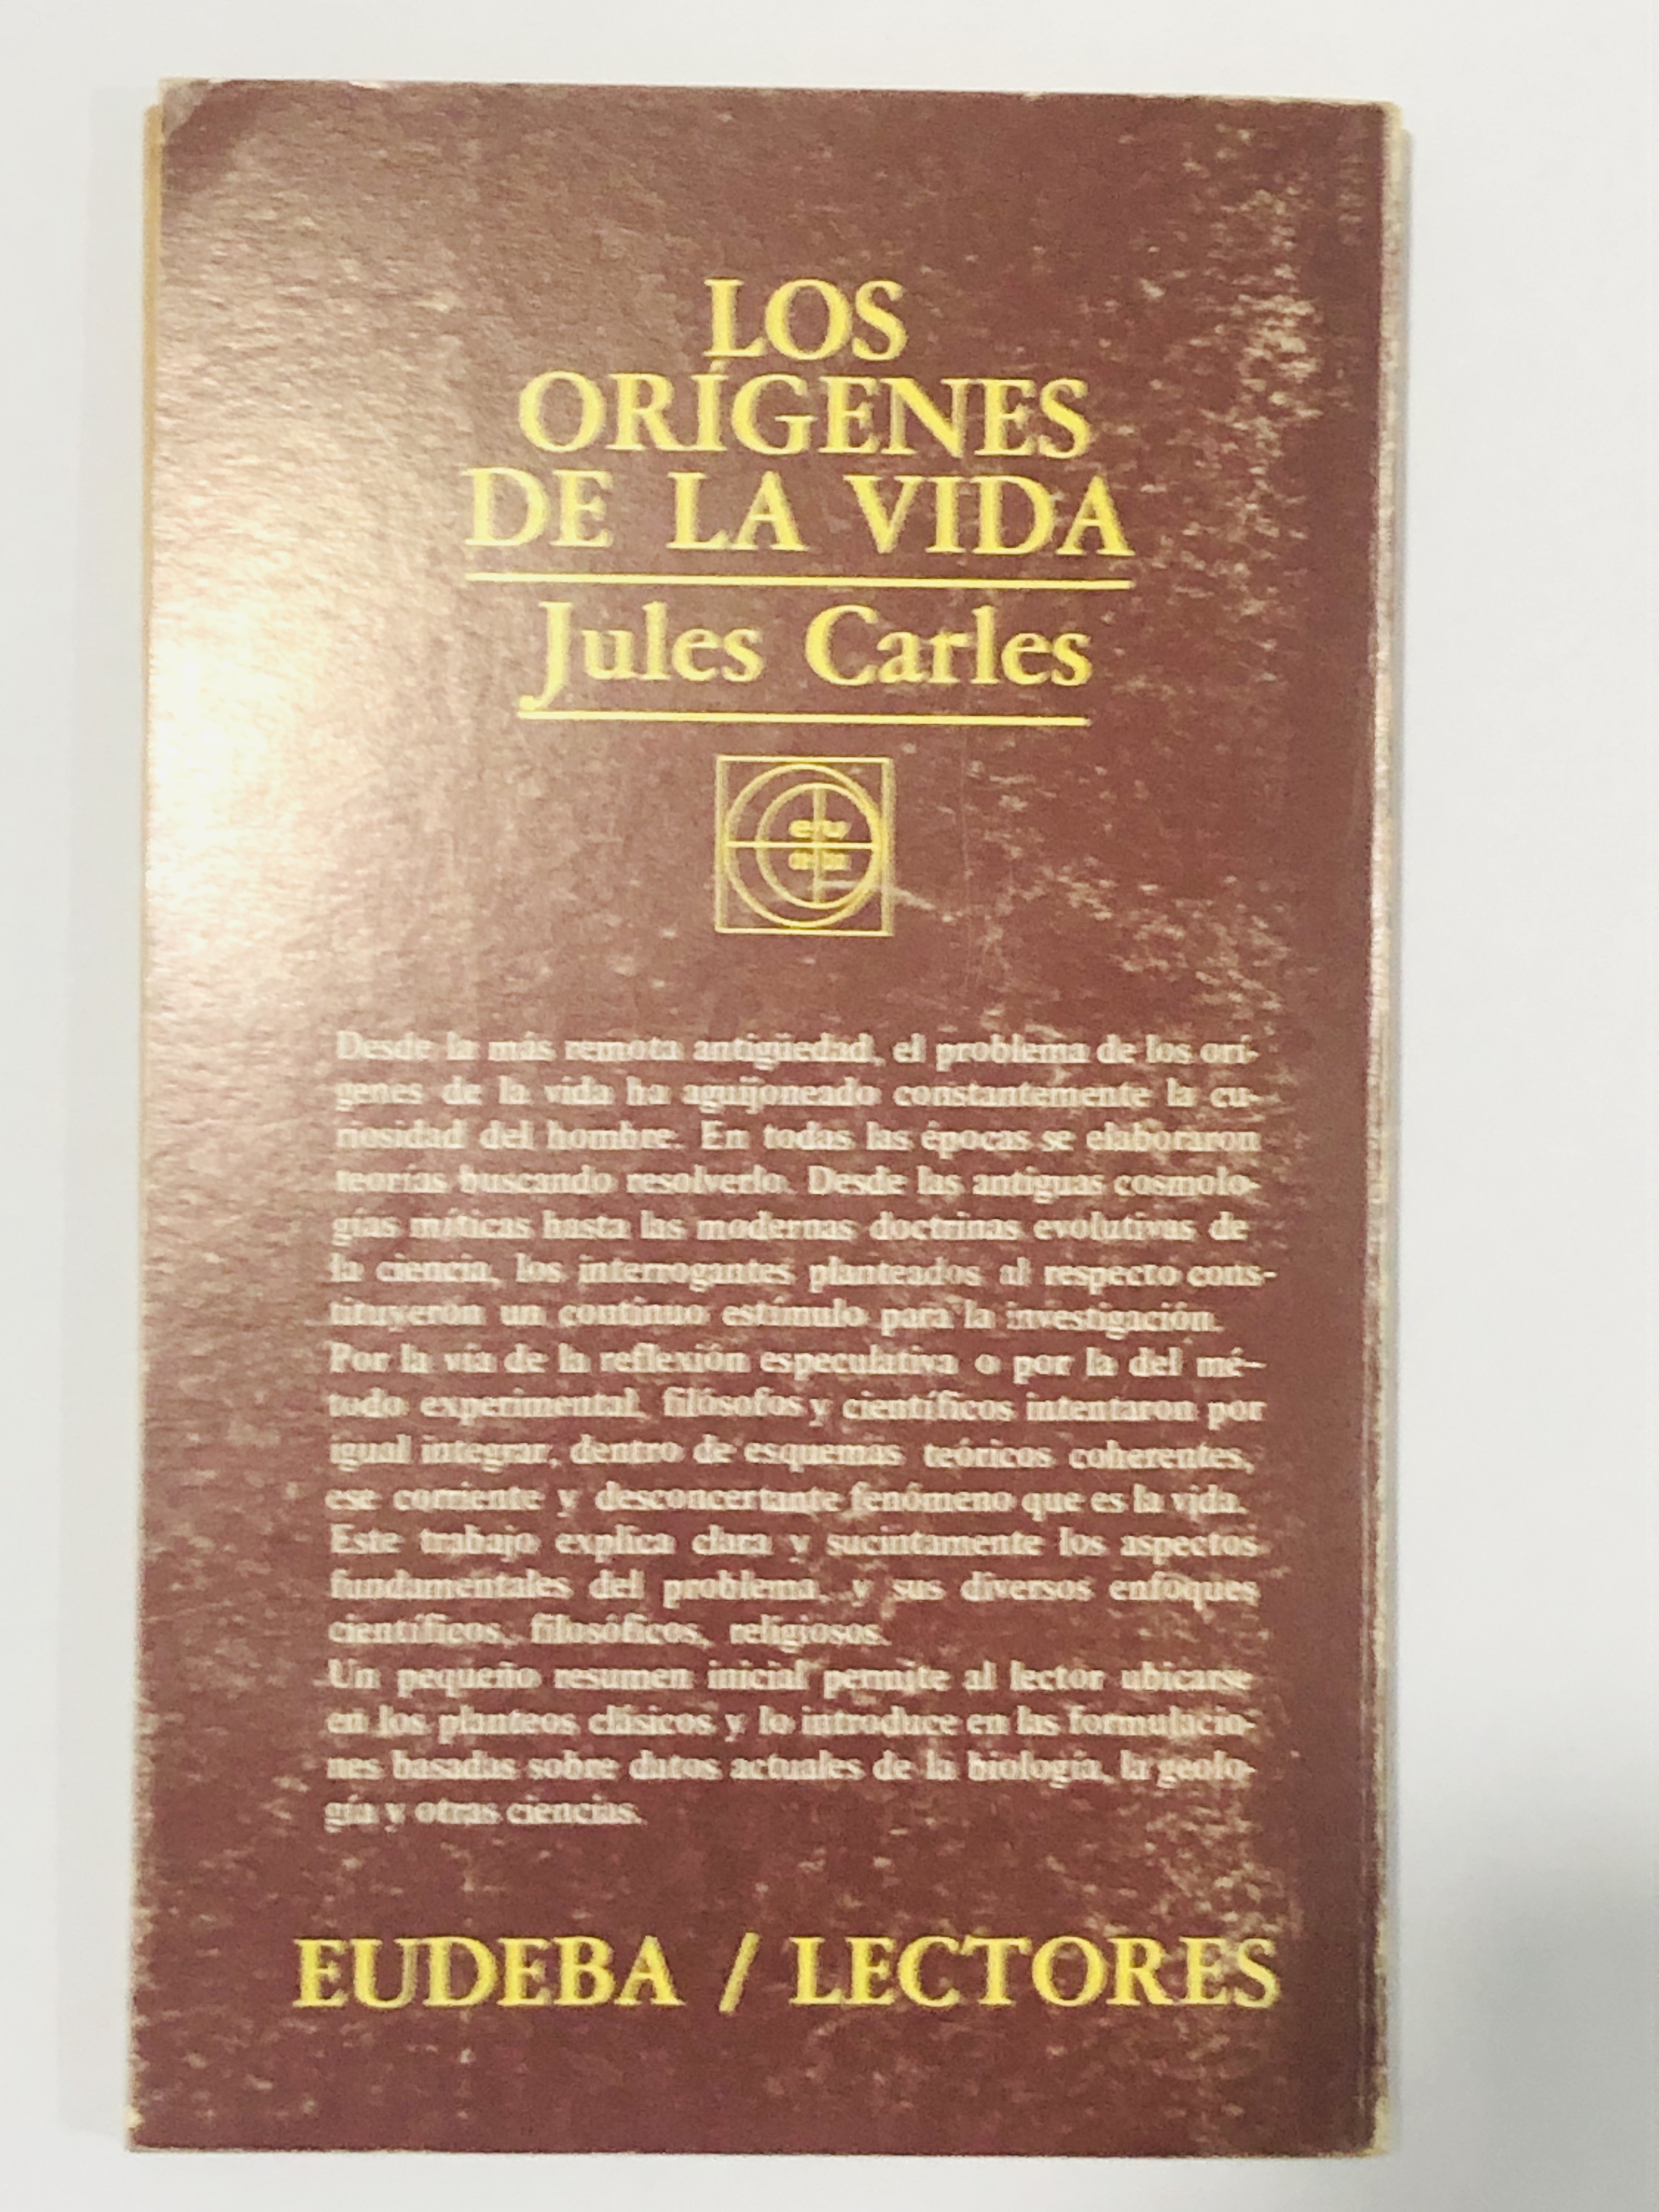 LOS
ORÍGENES
DE LA VIDA
Jules Carles
eu
de ba
Desde la más remota antigüedad, el problema de los orí-
genes de la vida ha aguijoneado constantemente la cu-
riosidad del hombre. En todas las épocas se elaboraron
teorías buscando resolverlo. Desde las antiguas cosmolo-
gías míticas hasta las modernas doctrinas evolutivas de
la ciencia, los interrogantes planteados al respecto cons-
tituyeron un continuo estímulo para la investigación.
Por la vía de la reflexión especulativa o por la del mé-
todo experimental, filósofos y científicos intentaron por
igual integrar, dentro de esquemas teóricos coherentes,
ese corriente y desconcertante fenómeno que es la vida.
Este trabajo explica clara y sucintamente los aspectos
fundamentales del problema, y sus diversos enfoques
científicos, filosóficos, religiosos.
Un pequeño resumen inicial permite al lector ubicarse
en los planteos clásicos y lo introduce en las formulacio-
nes basadas sobre datos actuales de la biología, la geolo-
gía y otras ciencias.
EUDEBA / LECTORES